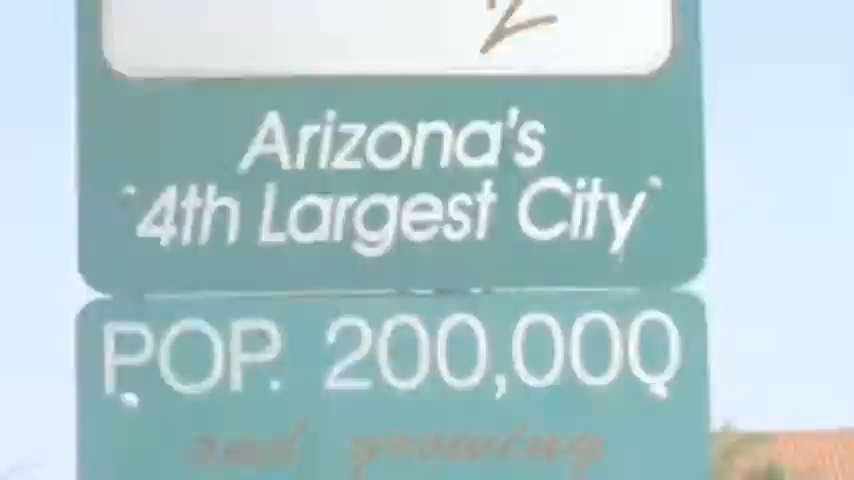 Arizona's
4th Largest City
POP. 200,000
and growing